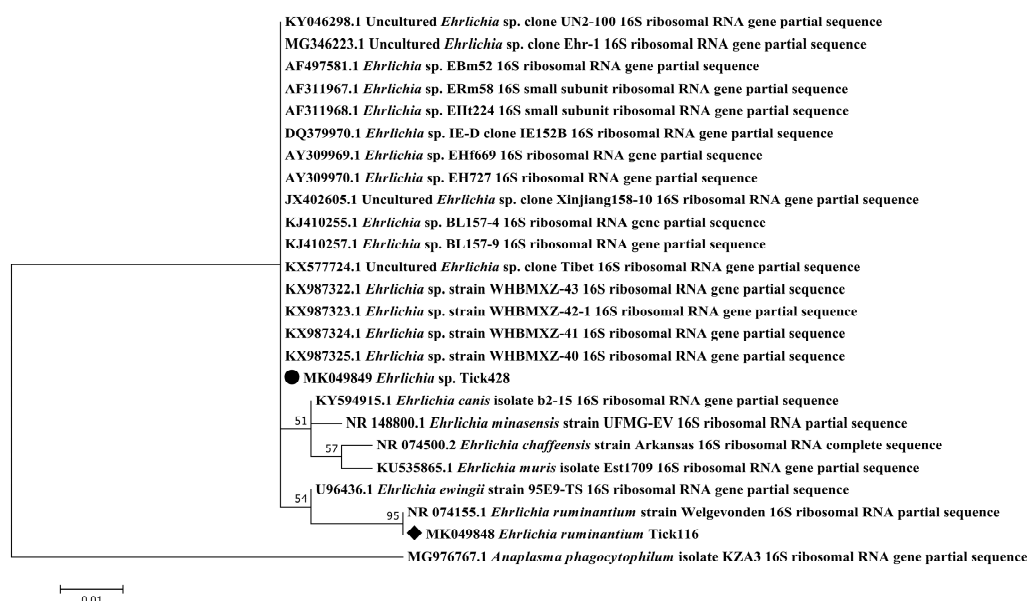 KY046298.1 Uncultured Ehrlichia sp. clone UN2-100 16S ribosomal RNA gene partial sequence
MG346223.1 Uncultured Ehrlichia sp. clone Ehr-1 16S ribosomal RNA gene partial sequence
AF497581.1 Ehrlichia sp. EBm52 16S ribosomal RNA gene partial sequence
AF311967.1 Ehrlichia sp. ERm58 16S small subunit ribosomal RNA gene partial sequence
AF311968.1 Ehrlichia sp. EHt224 16S small subunit ribosomal RNA gene partial sequence
DQ379970.1 Ehrlichia sp. IE-D clone IE152B 16S ribosomal RNA gene partial sequence
AY309969.1 Ehrlichia sp. EHf669 16S ribosomal RNA gene partial sequence
AY309970.1 Ehrlichia sp. EH727 16S ribosomal RNA gene partial sequence
JX402605.1 Uncultured Ehrlichia sp. clone Xinjiang158-10 16S ribosomal RNA gene partial sequence
KJ410255.1 Ehrlichia sp. BL157-4 16S ribosomal RNA gene partial sequence
KJ410257.1 Ehrlichia sp. BL157-9 16S ribosomal RNA gene partial sequence
KX577724.1 Uncultured Ehrlichia sp. clone Tibet 16S ribosomal RNA gene partial sequence
KX987322.1 Ehrlichia sp. strain WHBMXZ-43 16S ribosomal RNA gene partial sequence
KX987323.1 Ehrlichia sp. strain WHBMXZ-42-1 16S ribosomal RNA gene partial sequence
KX987324.1 Ehrlichia sp. strain WHBMXZ-41 16S ribosomal RNA gene partial sequence
KX987325.1 Ehrlichia sp. strain WHBMXZ-40 16S ribosomal RNA gene partial sequence
MK049849 Ehrlichia sp. Tick428
KY594915.1 Ehrlichia canis isolate b2-15 16S ribosomal RNA gene partial sequence
51
NR 148800.1 Ehrlichia minasensis strain UFMG-EV 16S ribosomal RNA partial sequence
NR 074500.2 Ehrlichia chaffeensis strain Arkansas 16S ribosomal RNA complete sequence
57
KU535865.1 Ehrlichia muris isolate Est1709 16S ribosomal RNA gene partial sequence
U96436.1 Ehrlichia ewingii strain 95E9-TS 16S ribosomal RNA gene partial sequence
54
NR 074155.1 Ehrlichia ruminantium strain Welgevonden 16S ribosomal RNA partial sequence
95
MK049848 Ehrlichia ruminantium Tick116
MG976767.1 Anaplasma phagocytophilum isolate KZA3 16S ribosomal RNA gene partial sequence
0.01